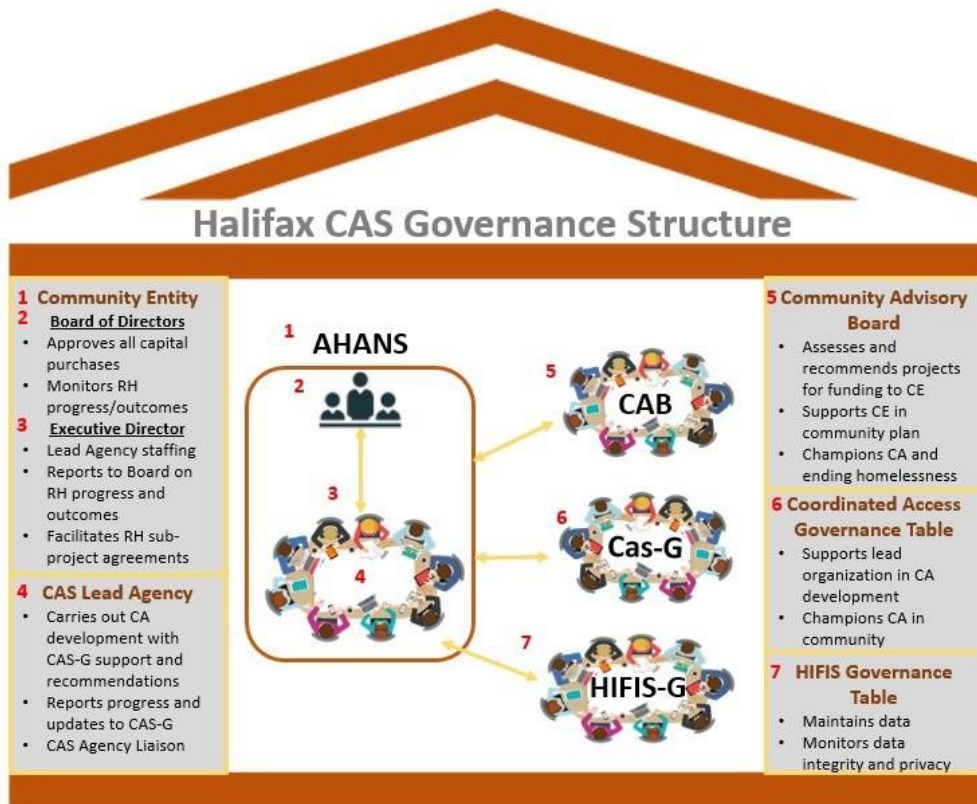 Halifax CAS Governance Structure
1 Community Entity
2 Board of Directors
• Approves all capital
purchases
• Monitors RH
progress/outcomes
3 Executive Director
• Lead Agency staffing
• Reports to Board on
RH progress and
outcomes
• Facilitates RH sub-
project agreements
4 CAS Lead Agency
• Carries out CA
development with
CAS-G support and
recommendations
• Reports progress and
updates to CAS-G
• CAS Agency Liaison
1 AHANS
2
3
4
5
CAB
6
Cas-G
7
HIFIS-G
5 Community Advisory
Board
• Assesses and
recommends projects
for funding to CE
• Supports CE in
community plan
• Champions CA and
ending homelessness
6 Coordinated Access
Governance Table
• Supports lead
organization in CA
development
• Champions CA in
community
7 HIFIS Governance
Table
• Maintains data
• Monitors data
integrity and privacy